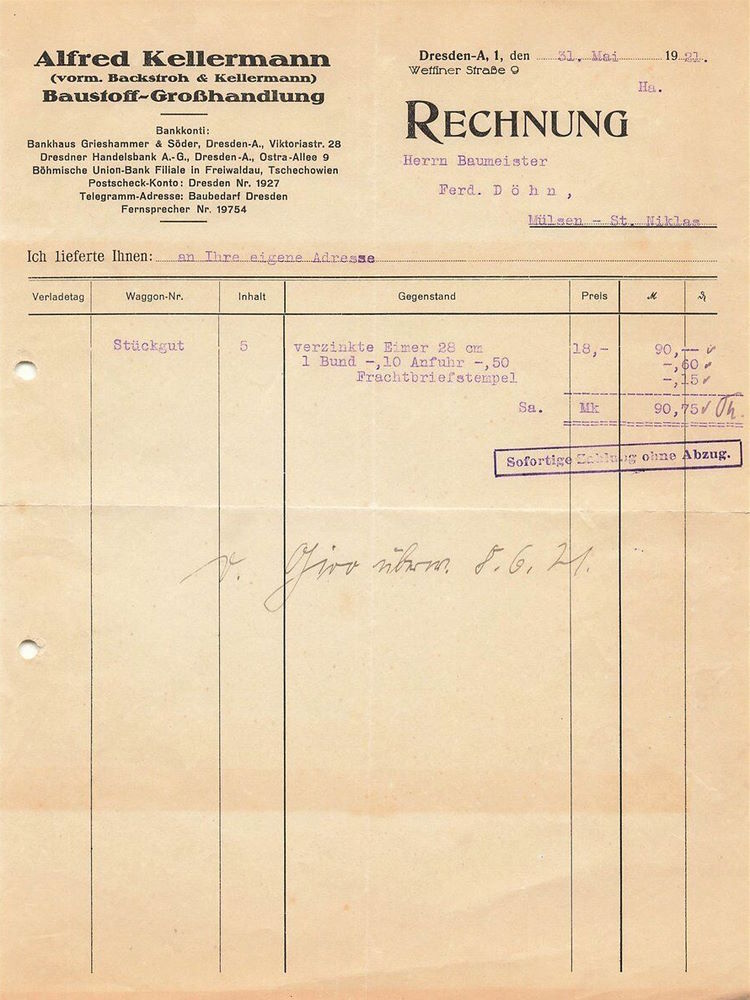 Alfred Kellermann
(vorm. Backstroh & Kellermann)
Baustoff-Großhandlung
Bankkonti:
Bankhaus Grieshammer & Söder, Dresden-A., Viktoriastr. 28
Dresdner Handelsbank A.-G., Dresden-A., Ostra-Allee 9
Böhmische Union-Bank Filiale in Freiwaldau, Tschechowien
Postscheck-Konto: Dresden Nr. 1927
Telegramm-Adresse: Baubedarf Dresden
Fernsprecher Nr. 19754
Dresden-A, 1, den 31. Mai 1921.
Wettiner Straße 9
Ha.
RECHNUNG
Herrn Baumeister
Ferd. Döhn,
Mülsen - St. Niklas
Ich lieferte Ihnen: an Ihre eigene Adresse
Verladetag Waggon-Nr. Inhalt Gegenstand Preis ℳ ₰
Stückgut 5 verzinkte Eimer 28 cm 18,- 90,--
1 Bund -,10 Anfuhr -,50 -,60
Frachtbriefstempel -,15
Sa. Mk 90,75
Sofortige Zahlung ohne Abzug.
d. Giro überw. 8.6.21.